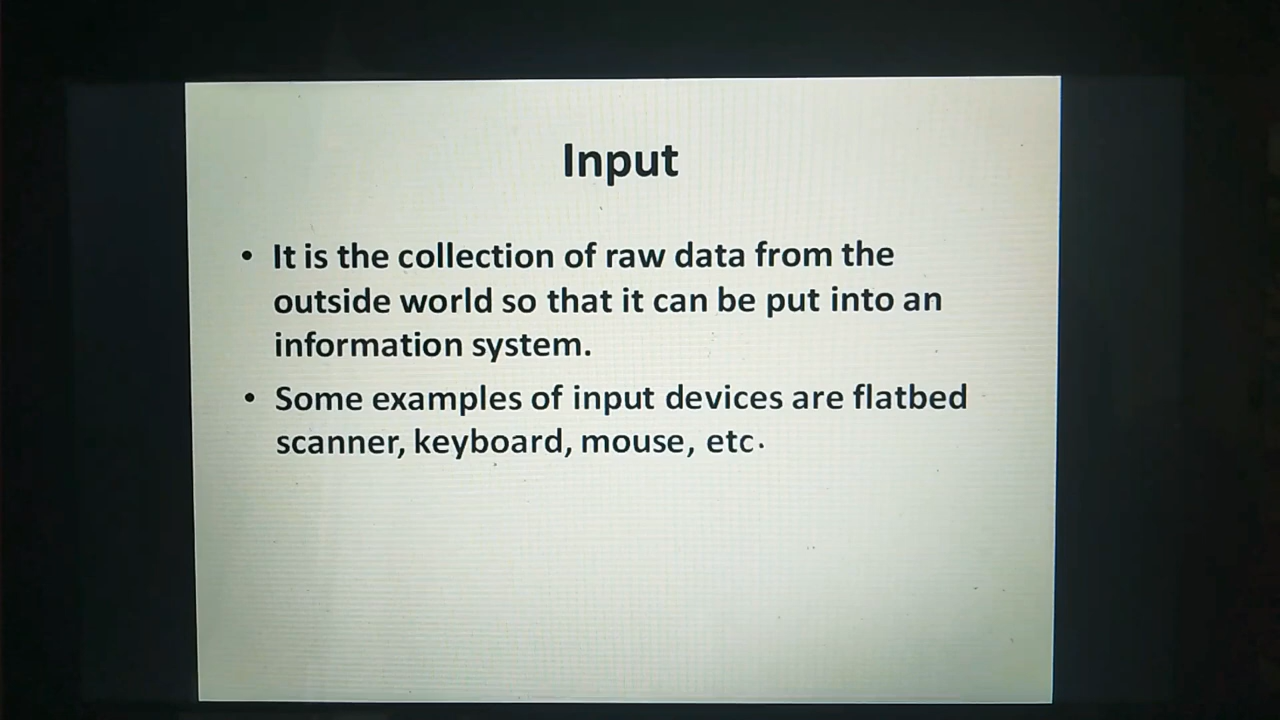 Input
• It is the collection of raw data from the
outside world so that it can be put into an
information system.
• Some examples of input devices are flatbed
scanner, keyboard, mouse, etc.